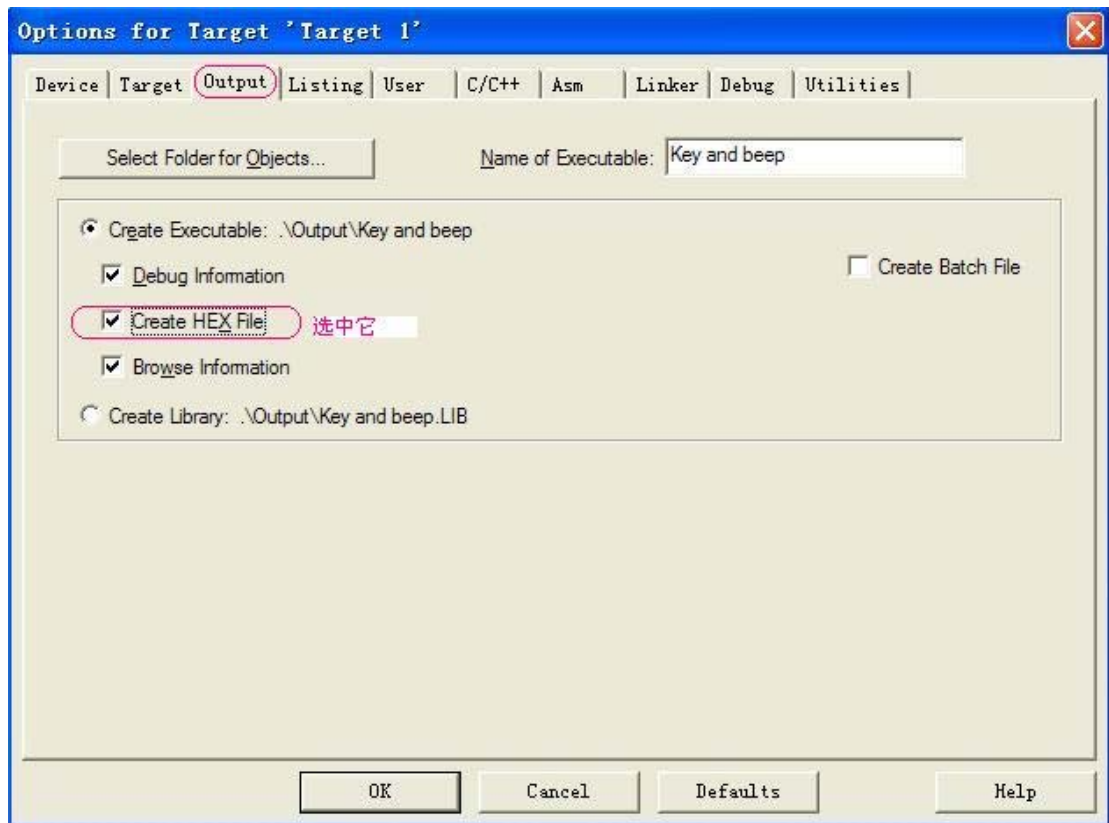 Options for Target 'Target 1'
Device Target Output Listing User C/C++ Asm Linker Debug Utilities
Select Folder for Objects... Name of Executable: Key and beep
Create Executable: .\Output\Key and beep
Debug Information Create Batch File
Create HEX File 选中它
Browse Information
Create Library: .\Output\Key and beep.LIB
OK Cancel Defaults Help